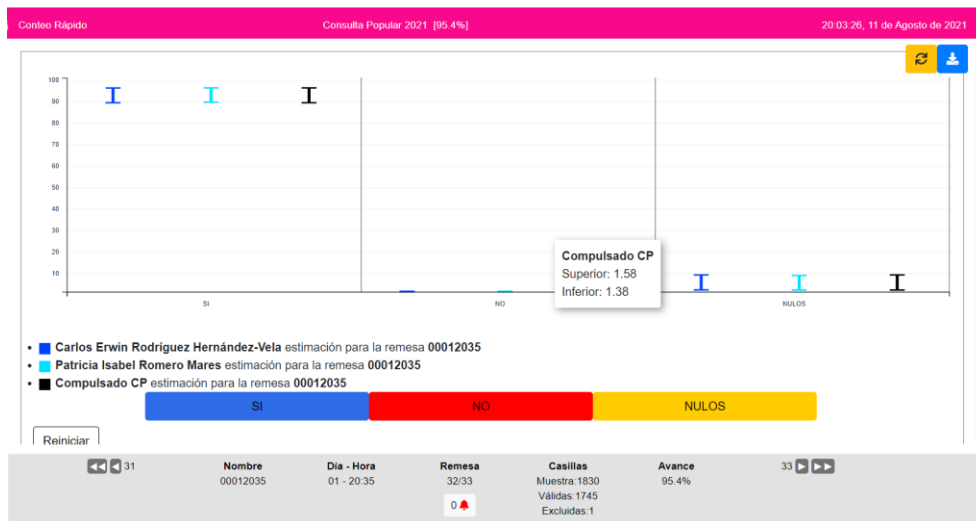 Conteo Rápido Consulta Popular 2021 [95.4%] 20:03:26, 11 de Agosto de 2021
100
90
80
70
60
50
40
30
20
10
SI NO NULOS
Compulsado CP
Superior: 1.58
Inferior: 1.38
Carlos Erwin Rodríguez Hernández-Vela estimación para la remesa 00012035
Patricia Isabel Romero Mares estimación para la remesa 00012035
Compulsado CP estimación para la remesa 00012035
SI NO NULOS
Reiniciar
31 Nombre Día - Hora Remesa Casillas Avance 33
00012035 01 - 20:35 32/33 Muestra:1830 95.4%
Válidas:1745
0 Excluidas:1